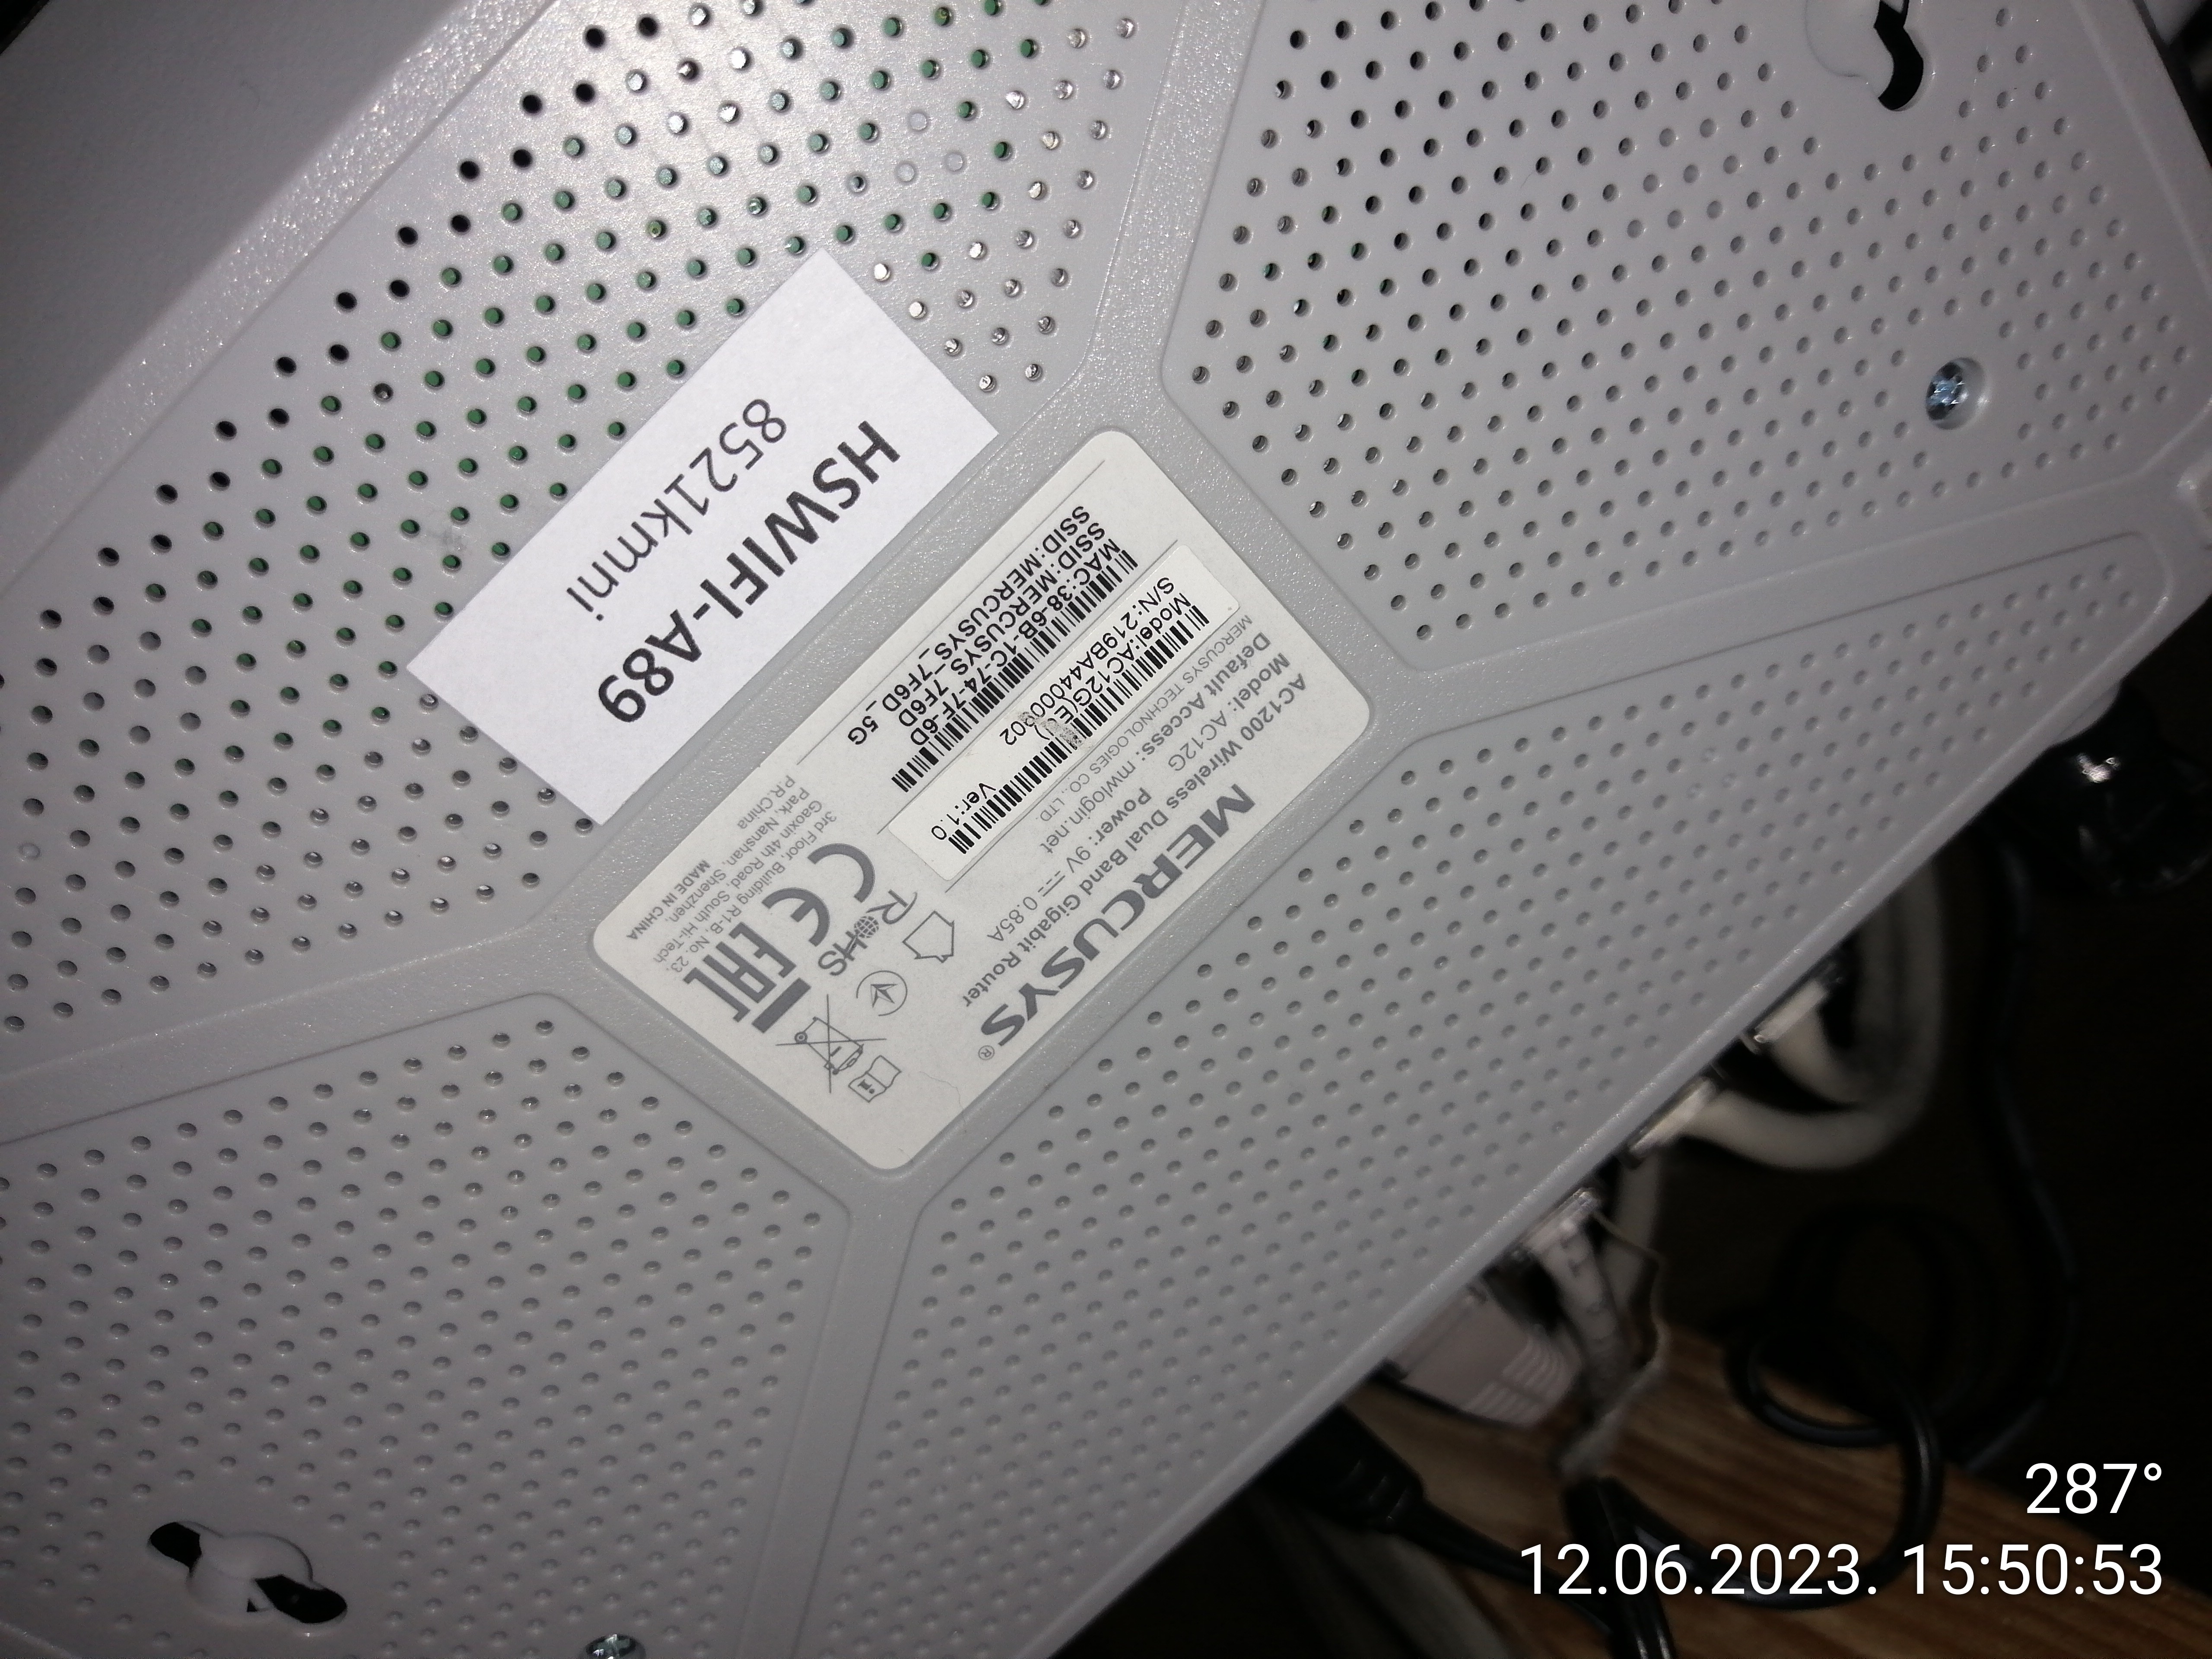 HSWIFI-A89
8521kmni
MERCUSYS®
AC1200 Wireless Dual Band Gigabit Router
Model: AC12G
Power: 9V ⎓ 0.85A
Default Access: mwlogin.net
MERCUSYS TECHNOLOGIES CO., LTD.
Model:AC12G(EU)
Ver:1.0
MAC:38-6B-1C-74-7F-6D
SSID:MERCUSYS_7F6D
SSID:MERCUSYS_7F6D_5G
RoHS
CE
EAC
3rd Floor, Building R1-B, No. 23,
Gaoxin 4th Road, South Hi-Tech
Park, Nanshan, Shenzhen,
P.R.China
MADE IN CHINA
287°
12.06.2023. 15:50:53